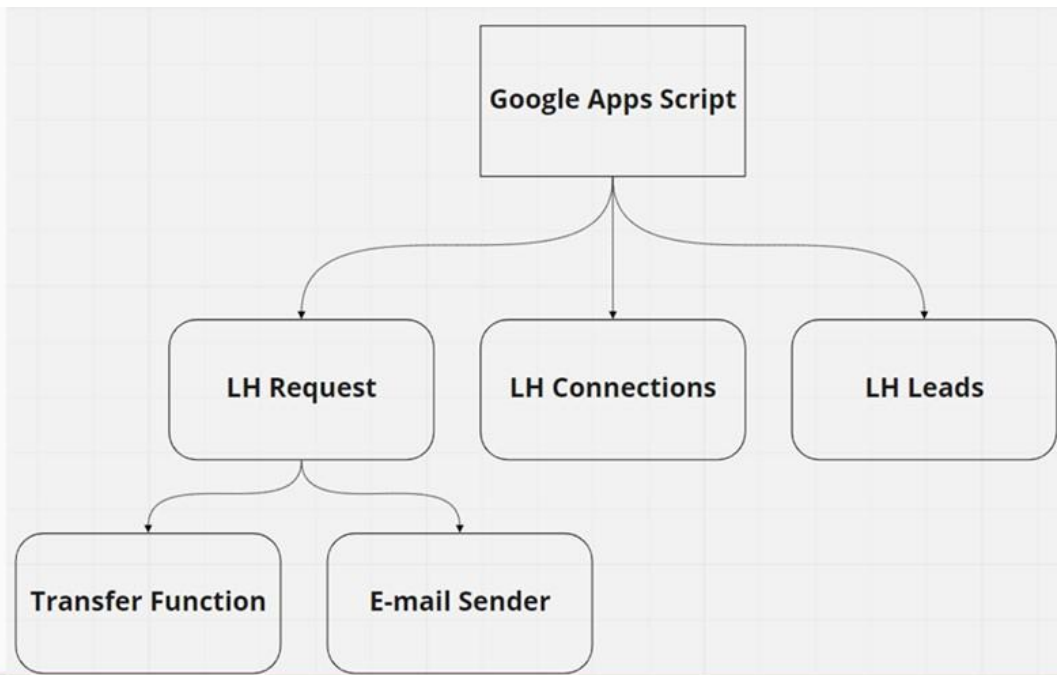 Google Apps Script
LH Request
LH Connections
LH Leads
Transfer Function
E-mail Sender